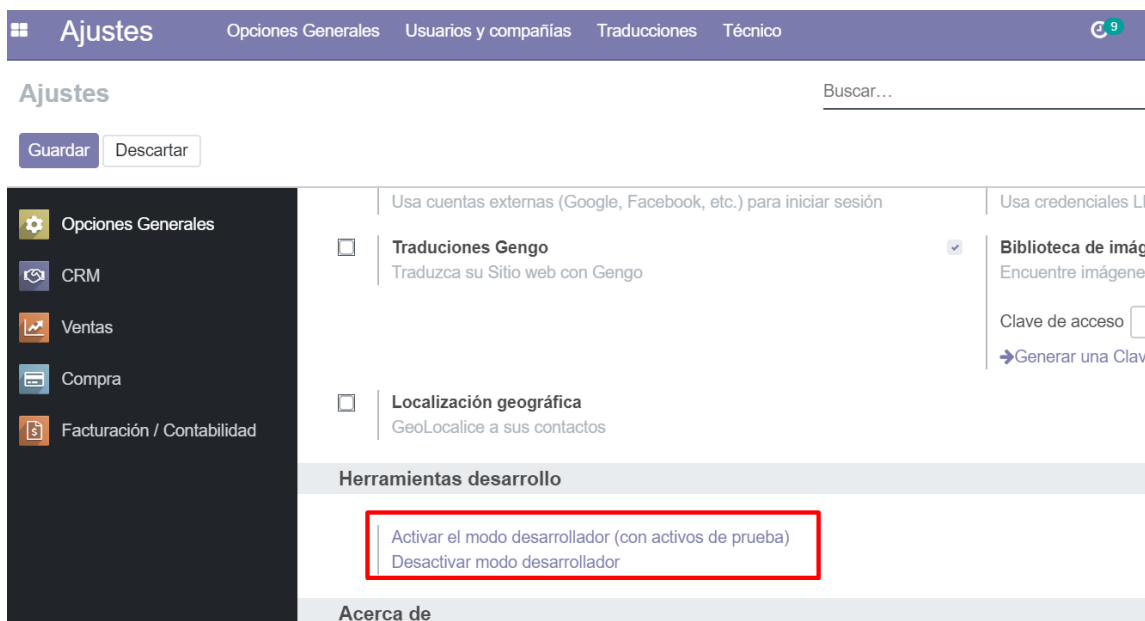 Ajustes
Opciones Generales
Usuarios y compañías
Traducciones
Técnico
9
Ajustes
Buscar...
Guardar
Descartar
Opciones Generales
CRM
Ventas
Compra
Facturación / Contabilidad
Usa cuentas externas (Google, Facebook, etc.) para iniciar sesión
Usa credenciales
Traduciones Gengo
Traduzca su Sitio web con Gengo
Biblioteca de
Encuentre
Clave de acceso
Generar una
Localización geográfica
GeoLocalice a sus contactos
Herramientas desarrollo
Activar el modo desarrollador (con activos de prueba)
Desactivar modo desarrollador
Acerca de